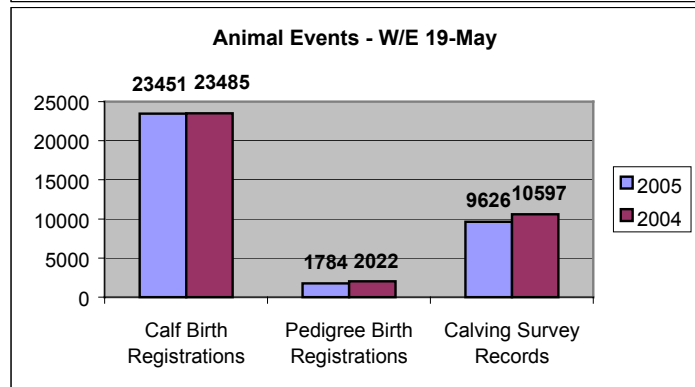 Animal Events - W/E 19-May
23451 23485
25000
20000
15000
10000
5000
0
1784 2022
9626 10597
2005
2004
Calf Birth
Registrations
Pedigree Birth
Registrations
Calving Survey
Records